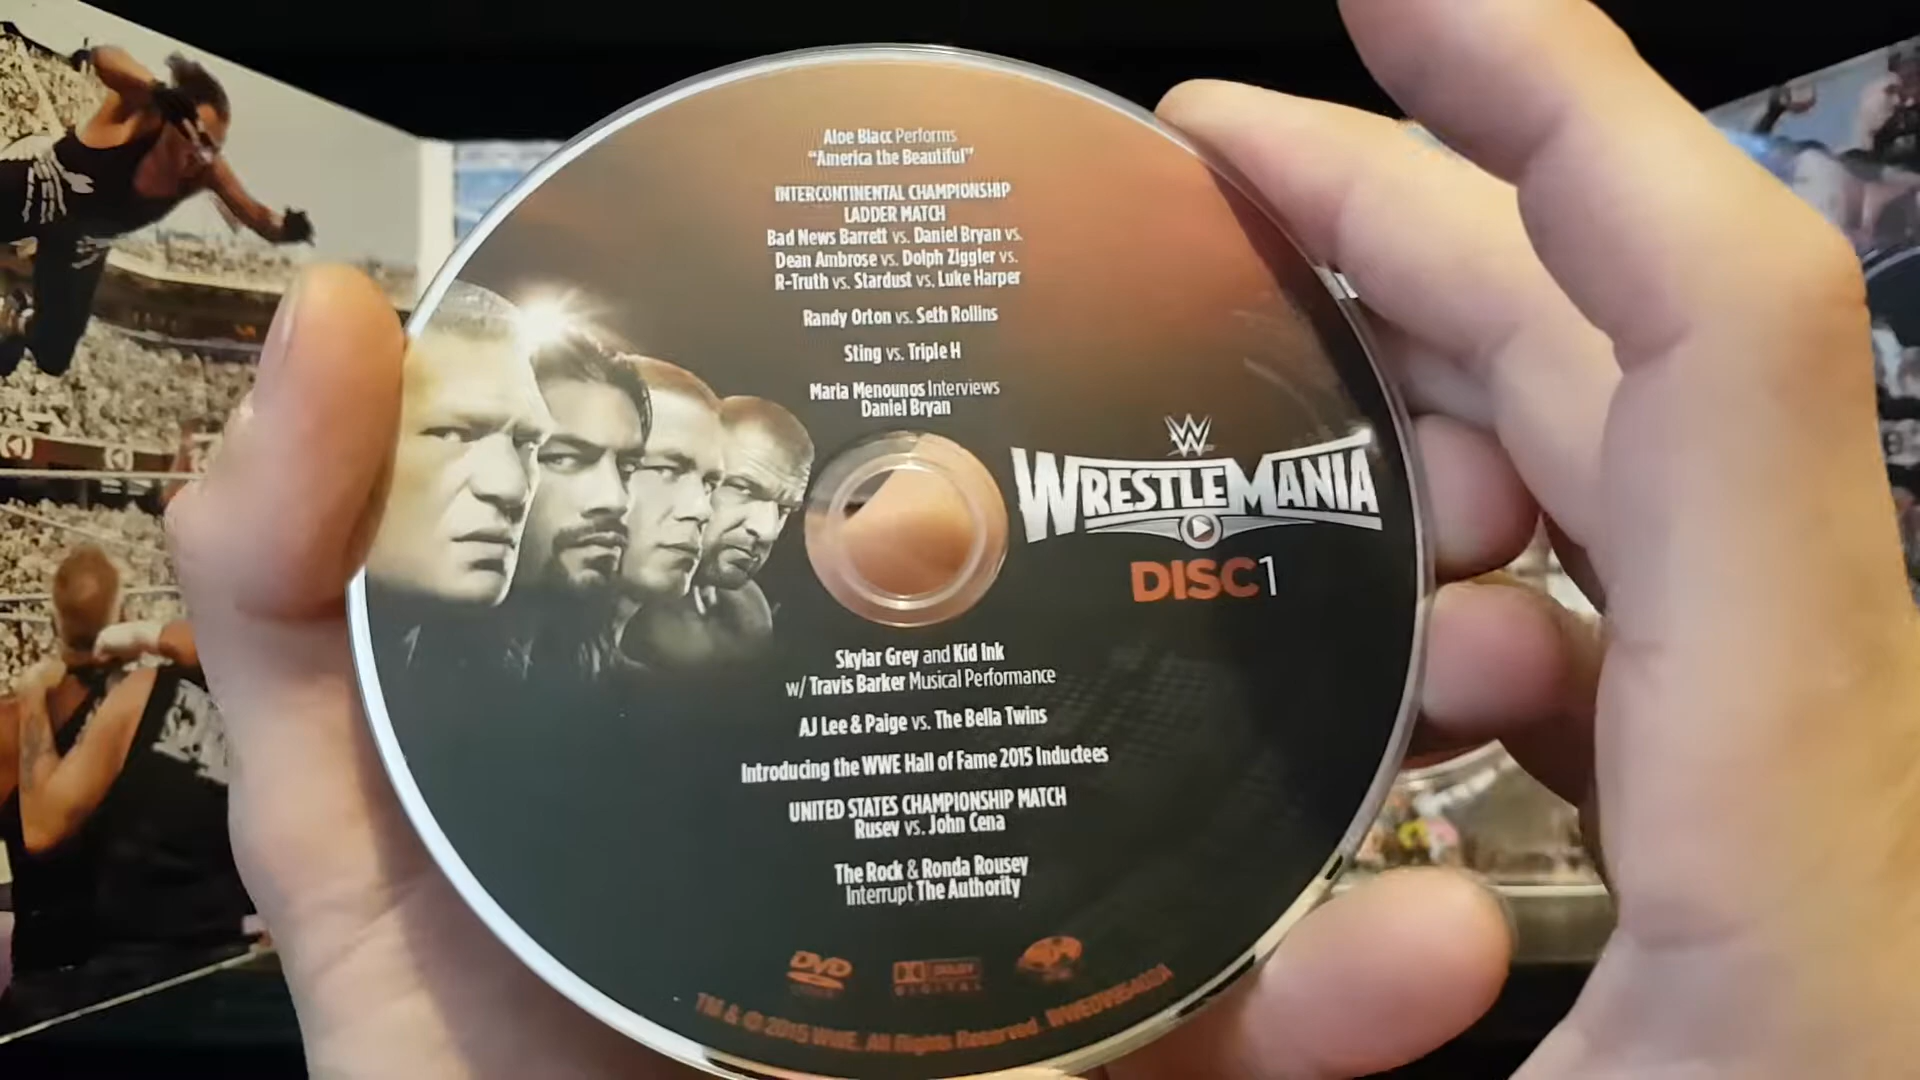 Aloe Blacc Performs
"America the Beautiful"
INTERCONTINENTAL CHAMPIONSHIP
LADDER MATCH
Bad News Barrett vs. Daniel Bryan vs.
Dean Ambrose vs. Dolph Ziggler vs.
R-Truth vs. Stardust vs. Luke Harper
Randy Orton vs. Seth Rollins
Sting vs. Triple H
Maria Menounos Interviews
Daniel Bryan
W
WRESTLEMANIA
DISC 1
Skylar Grey and Kid Ink
w/ Travis Barker Musical Performance
AJ Lee & Paige vs. The Bella Twins
Introducing the WWE Hall of Fame 2015 Inductees
UNITED STATES CHAMPIONSHIP MATCH
Rusev vs. John Cena
The Rock & Ronda Rousey
Interrupt The Authority
DVD
DOLBY
DIGITAL
TM & © 2015 WWE. All Rights Reserved.